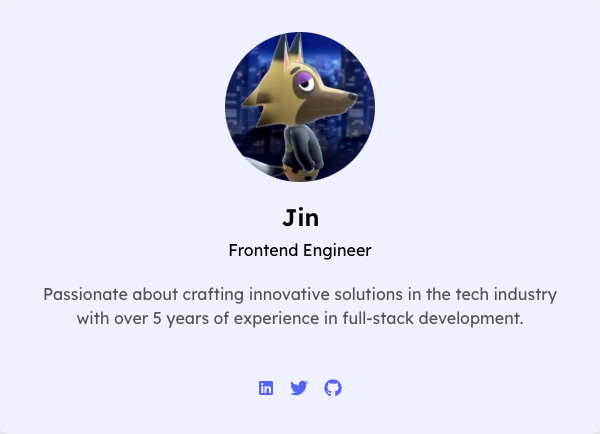 Jin
Frontend Engineer
Passionate about crafting innovative solutions in the tech industry
with over 5 years of experience in full-stack development.